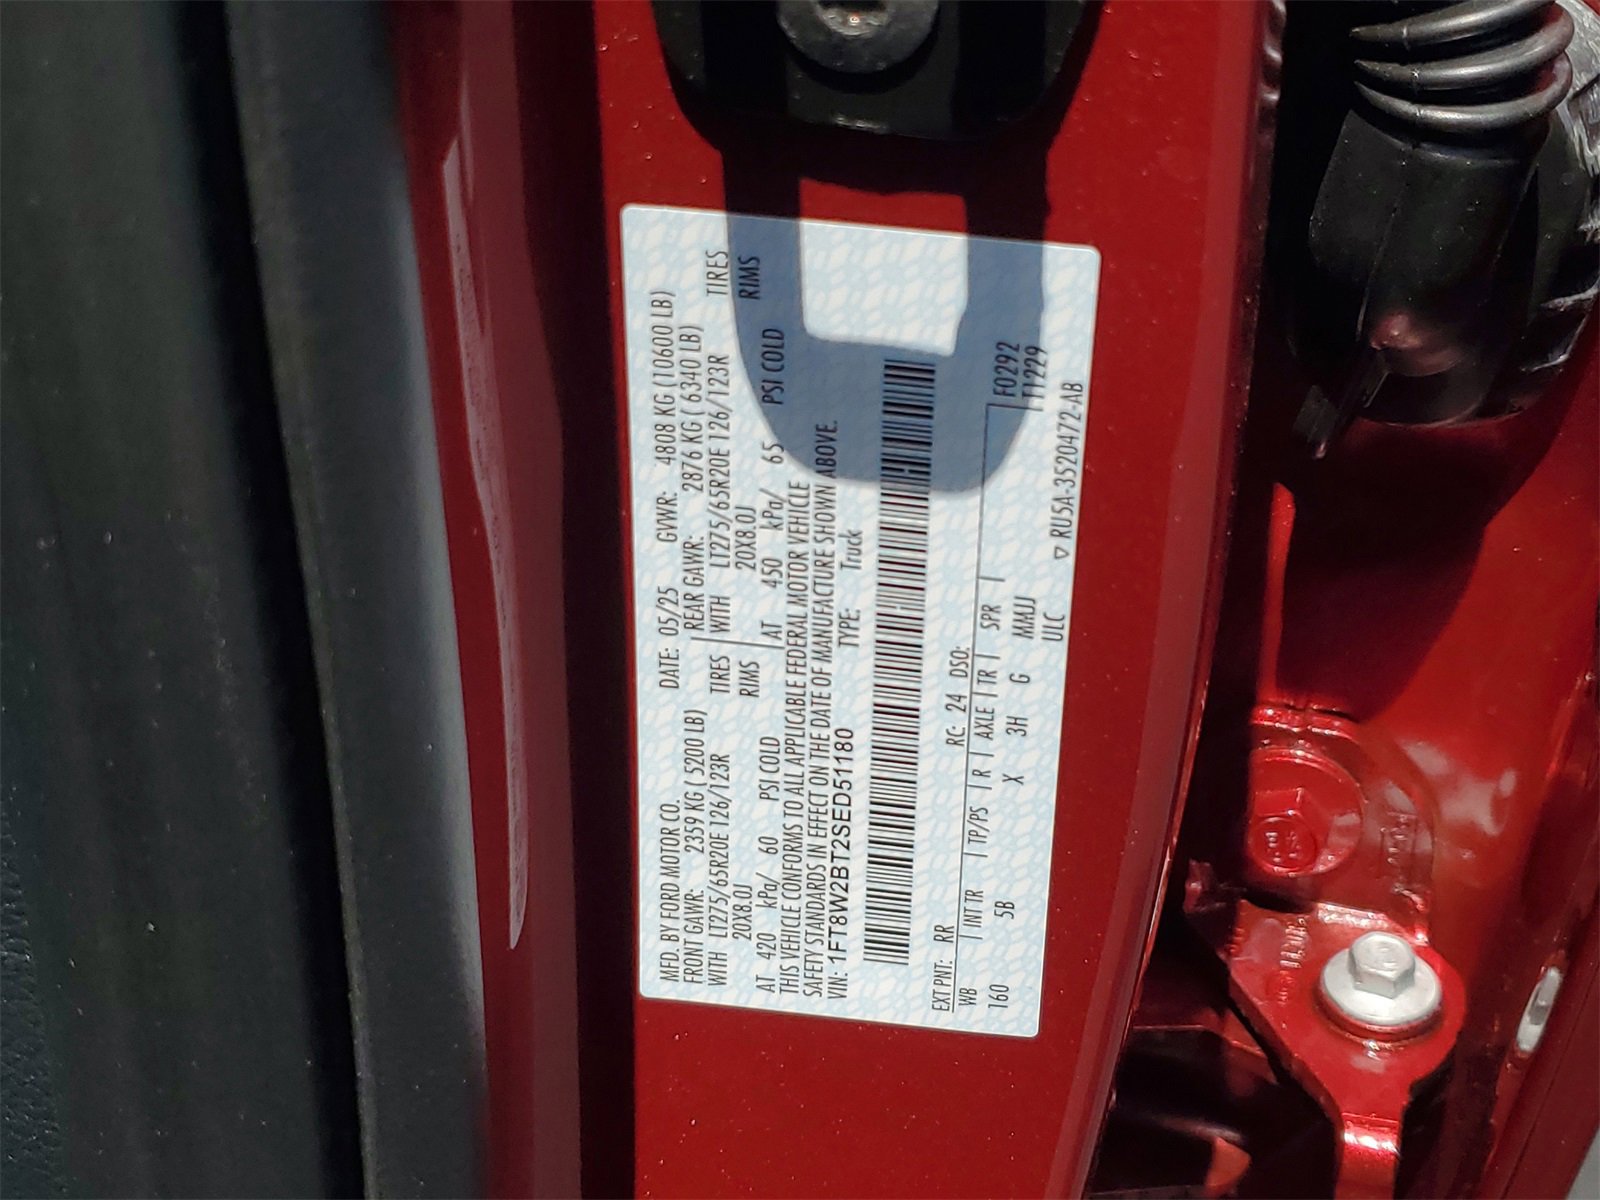 MFD. BY FORD MOTOR CO.
DATE: 05/25 GVWR: 4808 KG (10600 LB)
FRONT GAWR: 2359 KG ( 5200 LB) REAR GAWR: 2876 KG ( 6340 LB)
WITH LT275/65R20E 126/123R TIRES WITH LT275/65R20E 126/123R TIRES
20X8.0J RIMS 20X8.0J RIMS
AT 420 kPa/ 60 PSI COLD AT 450 kPa/ 65 PSI COLD
THIS VEHICLE CONFORMS TO ALL APPLICABLE FEDERAL MOTOR VEHICLE
SAFETY STANDARDS IN EFFECT ON THE DATE OF MANUFACTURE SHOWN ABOVE.
VIN: 1FT8W2BT2SED51180 TYPE: Truck
EXT PNT: RR RC: 24 DSO: F0292
WB INT TR TP/PS R AXLE TR SPR T1229
160 5B X 3H G MMUJJ
ULC
▽ RU5A-3520472-AB